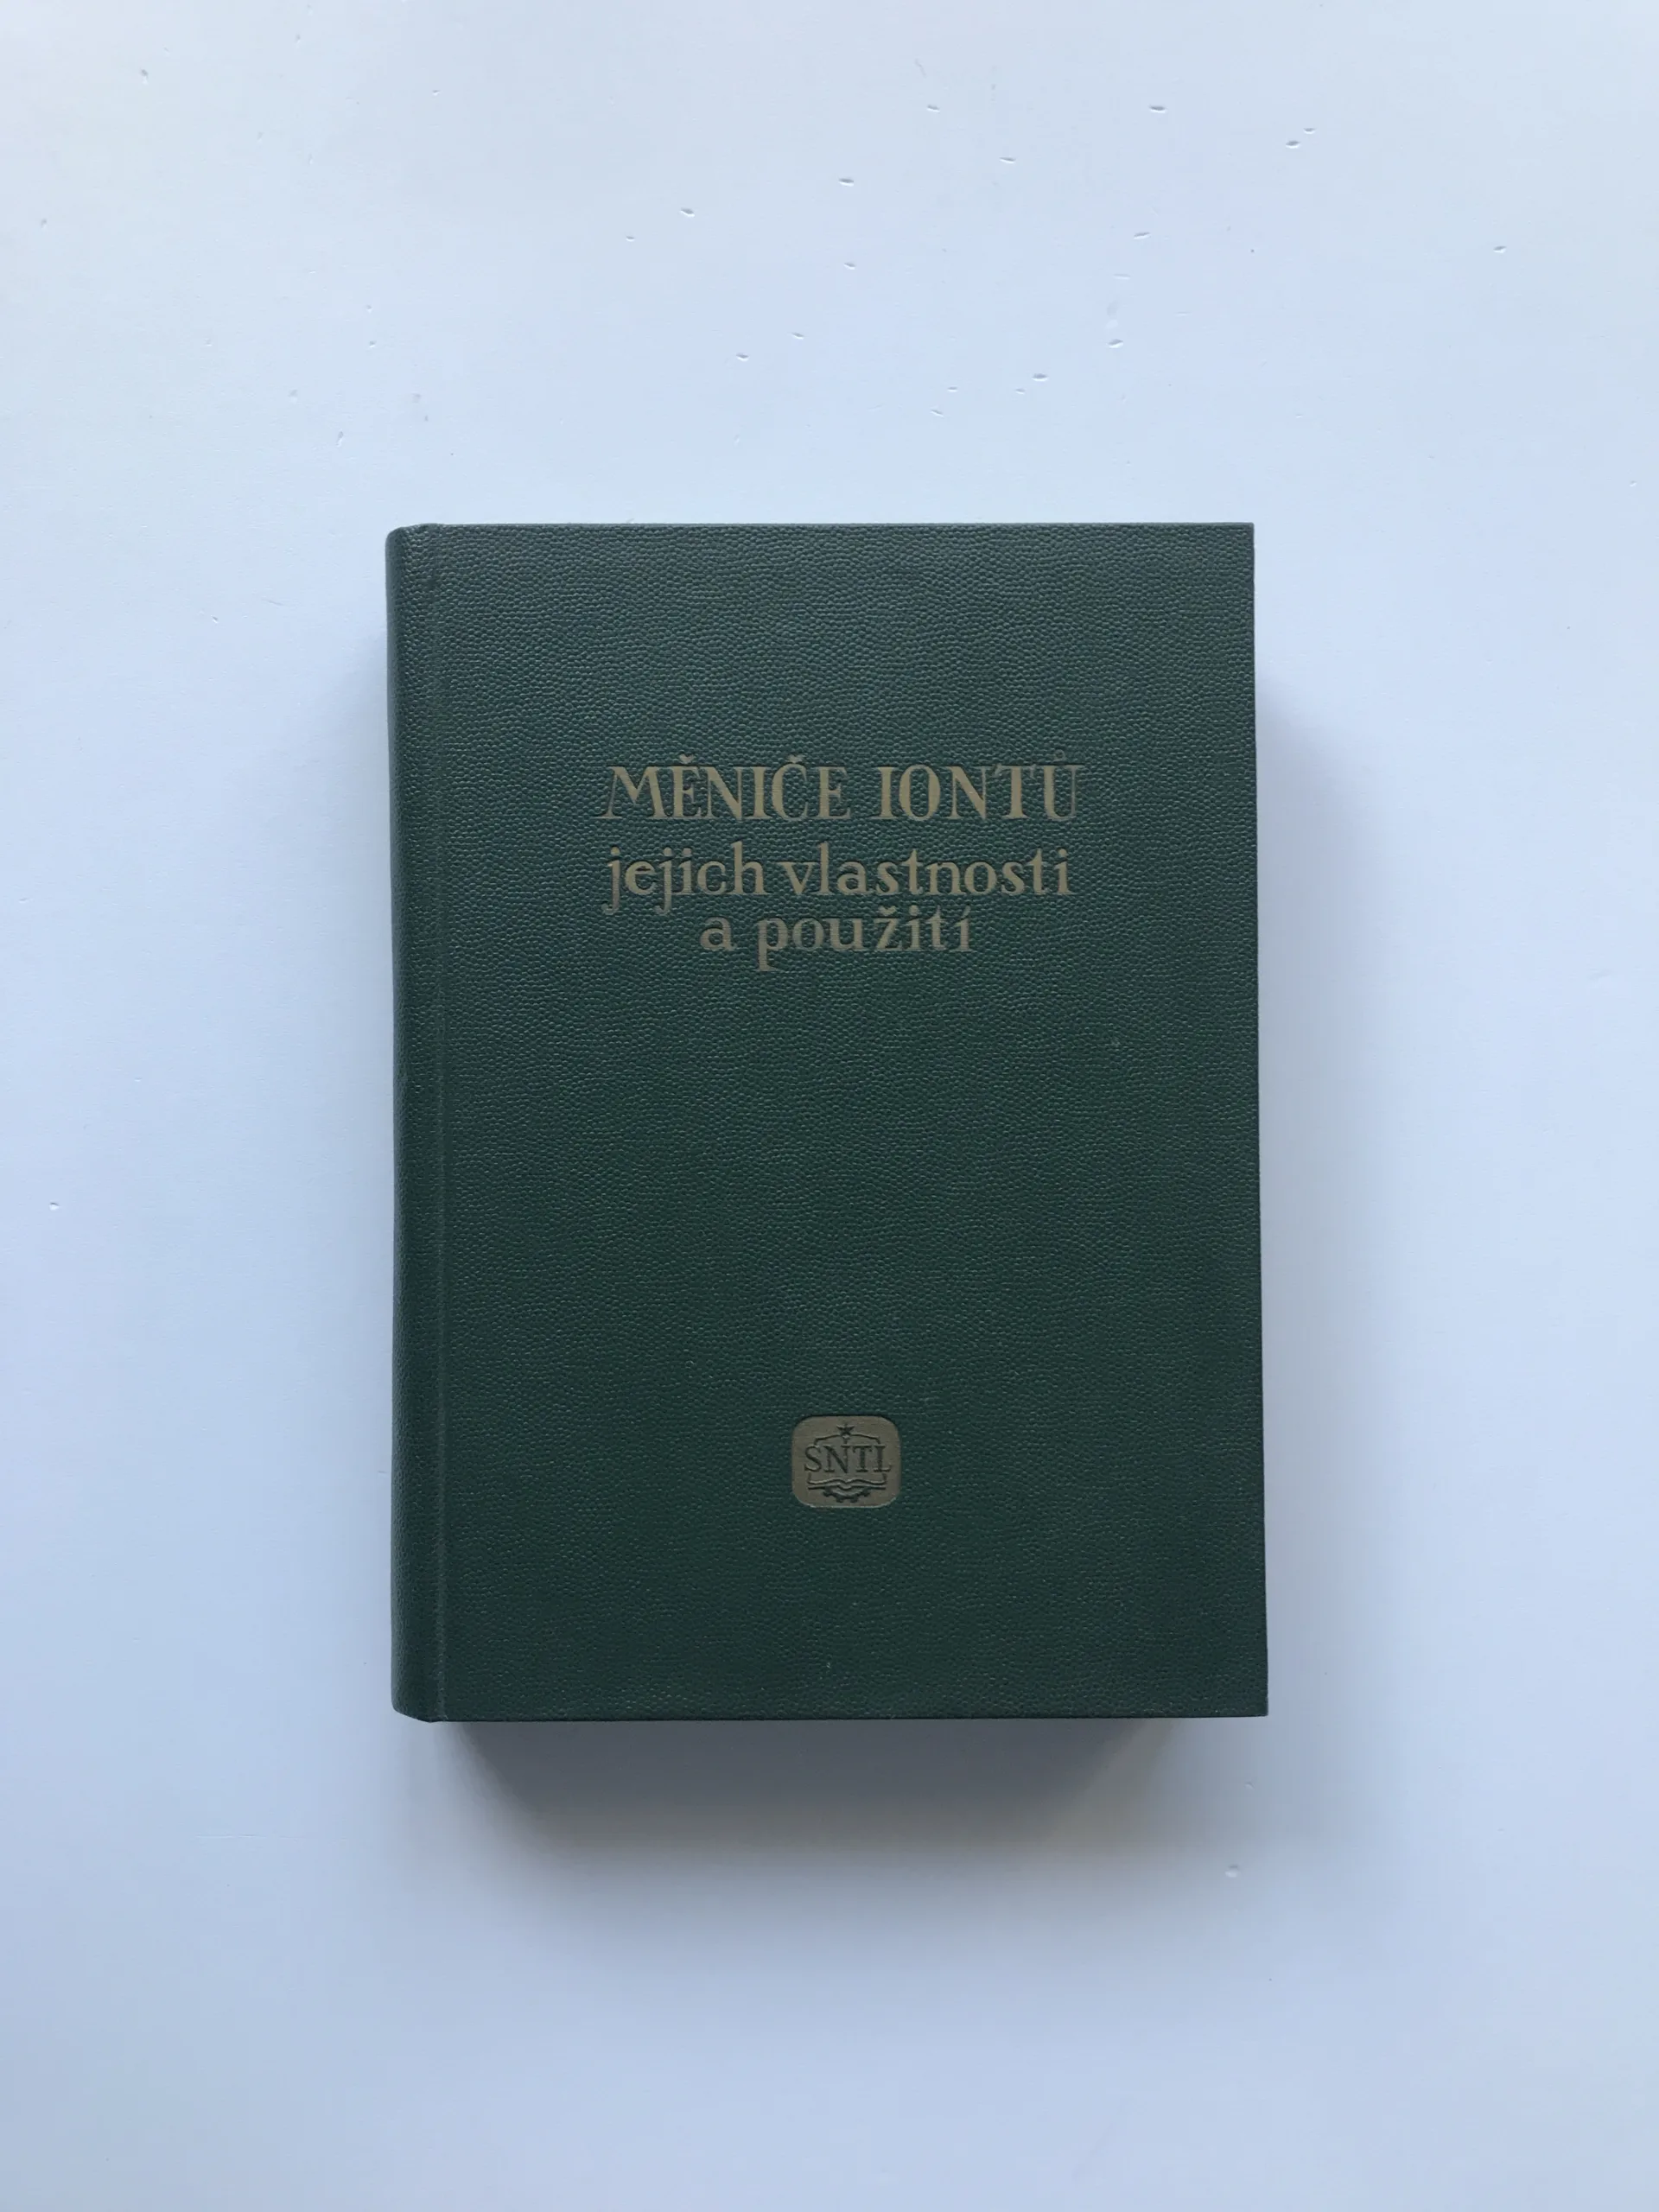 MĚNIČE IONTŮ
jejich vlastnosti
a použití
SNTL